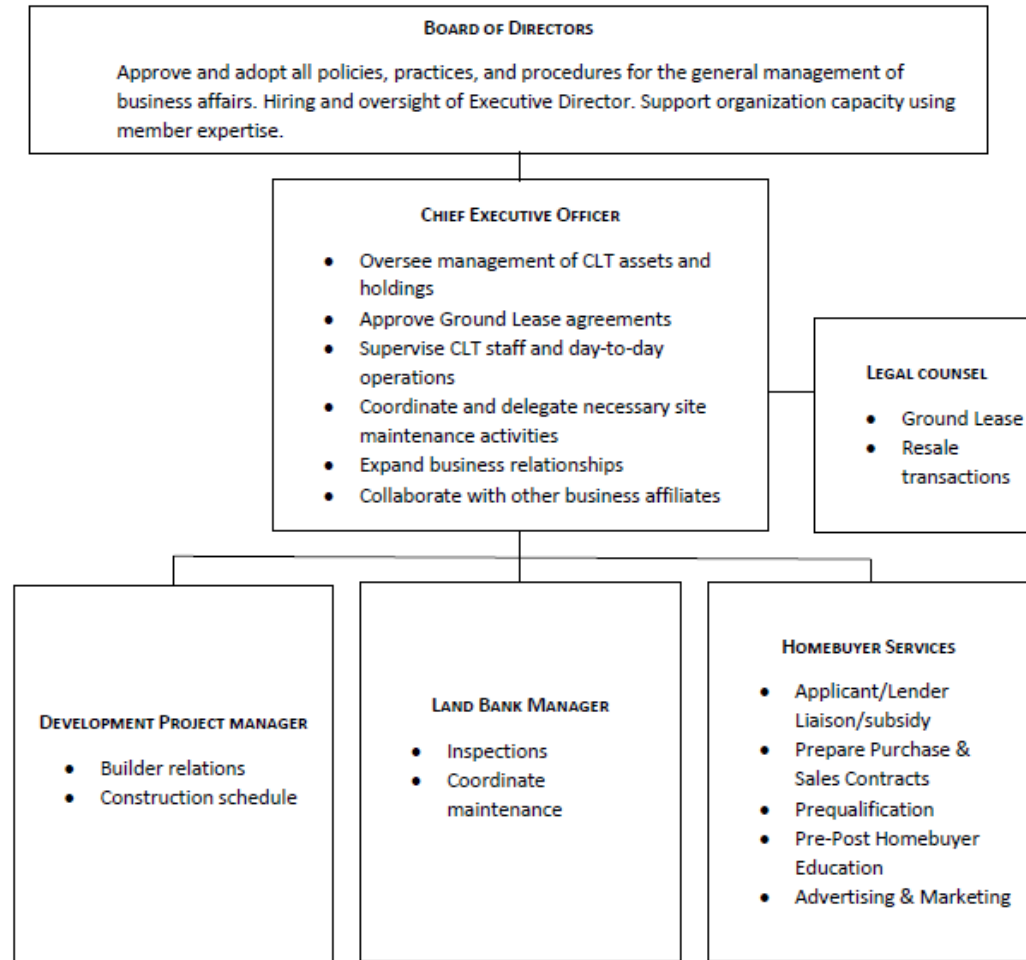 BOARD OF DIRECTORS
Approve and adopt all policies, practices, and procedures for the general management of
business affairs. Hiring and oversight of Executive Director. Support organization capacity using
member expertise.
CHIEF EXECUTIVE OFFICER
• Oversee management of CLT assets and
holdings
• Approve Ground Lease agreements
• Supervise CLT staff and day-to-day
operations
• Coordinate and delegate necessary site
maintenance activities
• Expand business relationships
• Collaborate with other business affiliates
LEGAL COUNSEL
• Ground Lease
• Resale
transactions
DEVELOPMENT PROJECT MANAGER
• Builder relations
• Construction schedule
LAND BANK MANAGER
• Inspections
• Coordinate
maintenance
HOMEBUYER SERVICES
• Applicant/Lender
Liaison/subsidy
• Prepare Purchase &
Sales Contracts
• Prequalification
• Pre-Post Homebuyer
Education
• Advertising & Marketing